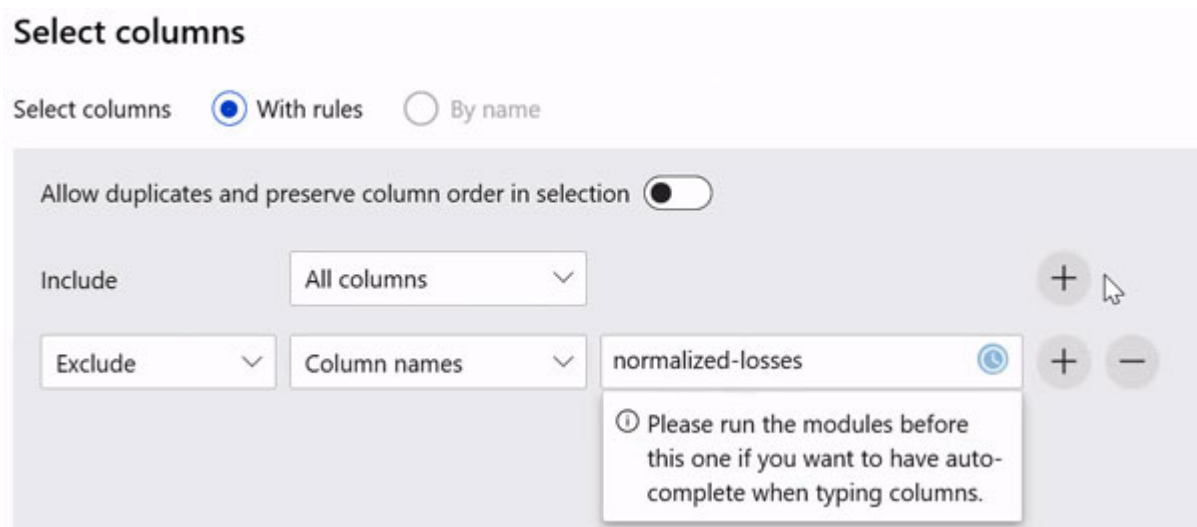 Select columns
Select columns With rules By name
Allow duplicates and preserve column order in selection
Include All columns
Exclude Column names normalized-losses
Please run the modules before
this one if you want to have auto-
complete when typing columns.